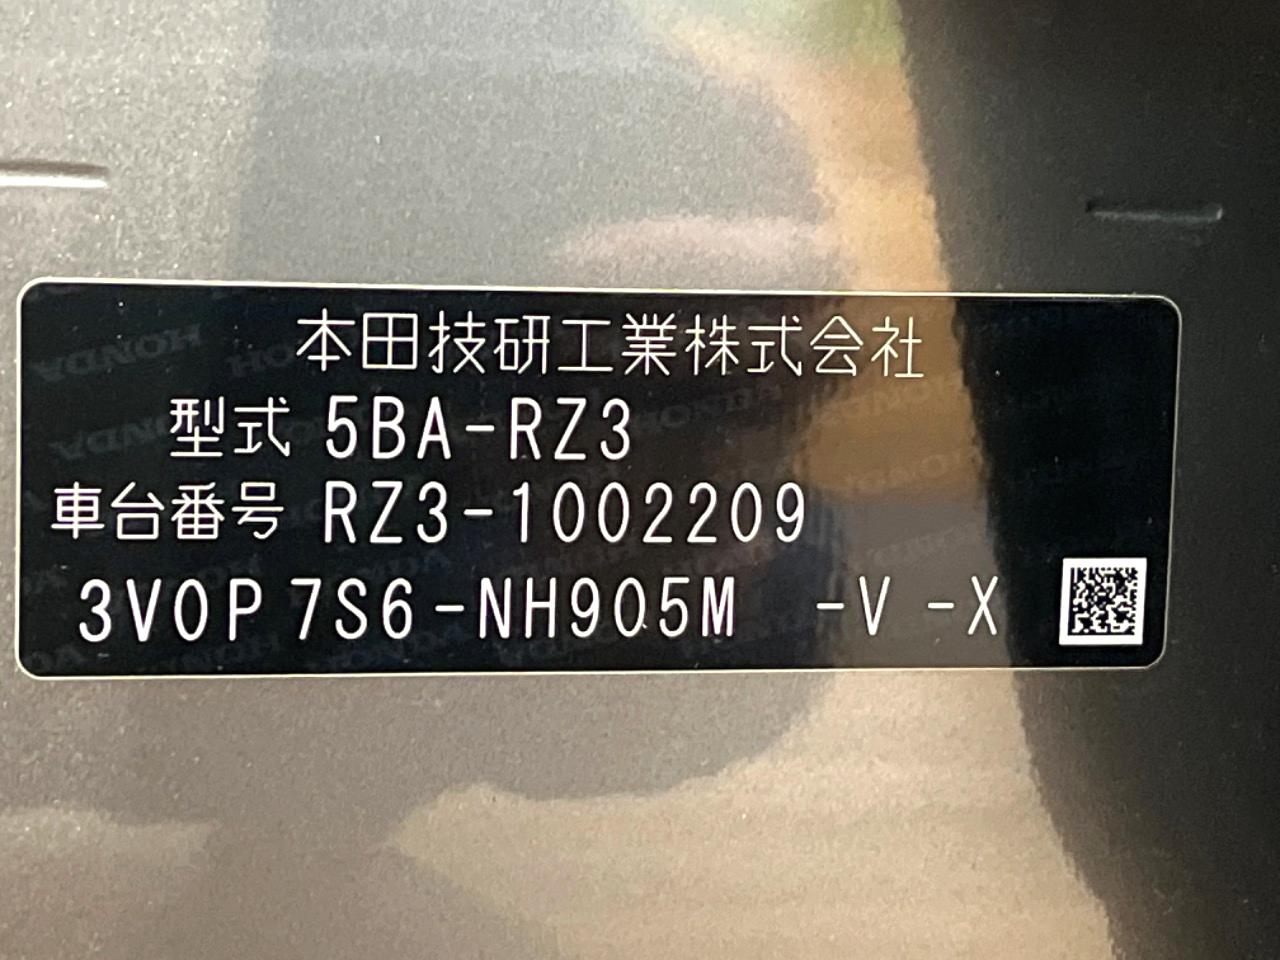 本田技研工業株式会社
型式 5BA-RZ3
車台番号 RZ3-1002209
3V0P 7S6-NH905M -V -X